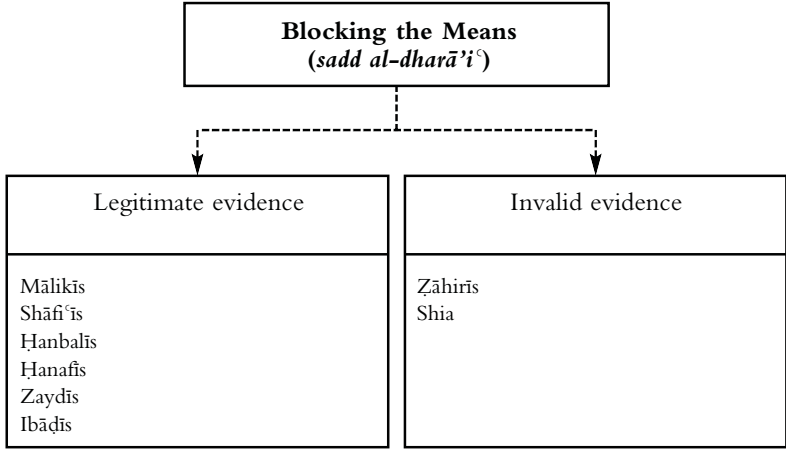 Blocking the Means
(sadd al-dharā’iʿ)
Legitimate evidence
Mālikīs
Shāfiʿīs
Ḥanbalīs
Ḥanafīs
Zaydīs
Ibāḍīs
Invalid evidence
Ẓāhirīs
Shia